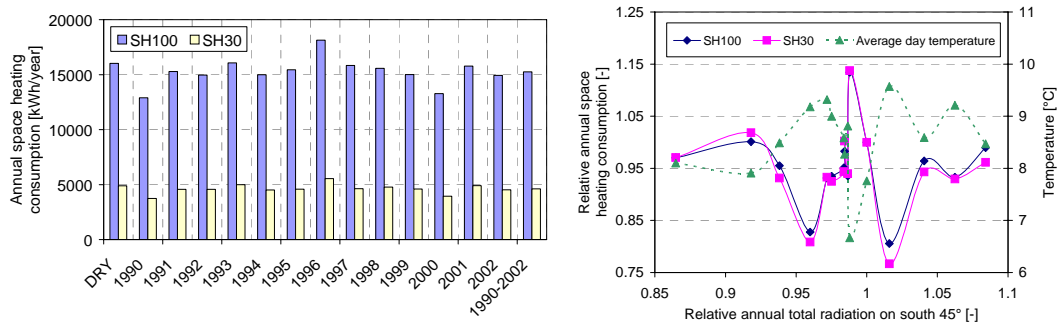 Annual space heating
consumption [kWh/year]
20000
15000
10000
5000
0
SH100 SH30
DRY 1990 1991 1992 1993 1994 1995 1996 1997 1998 1999 2000 2001 2002 1990-2002
Relative annual space
heating consumption [-]
1.25
1.15
1.05
0.95
0.85
0.75
SH100 SH30 Average day temperature
11
10
9
8
7
6
Temperature [°C]
0.85 0.9 0.95 1 1.05 1.1
Relative annual total radiation on south 45° [-]